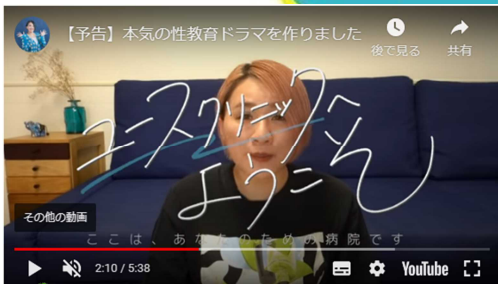 【予告】本気の性教育ドラマを作りました
後で見る
共有
ユースクリニックへ
ようこそ
その他の動画
ここは、あなたのための病院です
2:10 / 5:38
YouTube